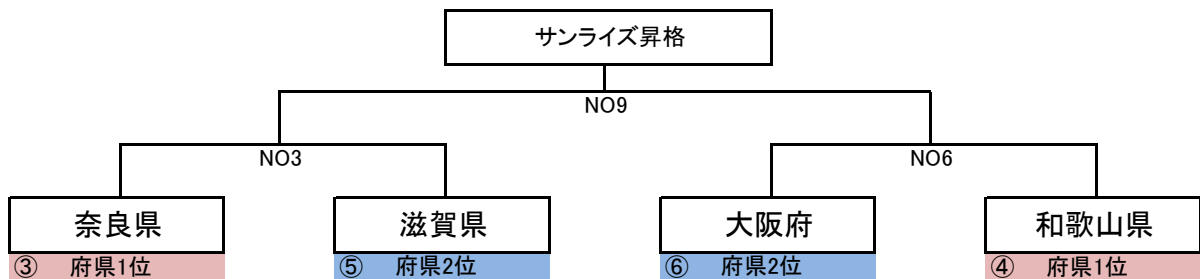 サンライズ昇格
NO9
NO3
NO6
奈良県
滋賀県
大阪府
和歌山県
③ 府県1位
⑤ 府県2位
⑥ 府県2位
④ 府県1位